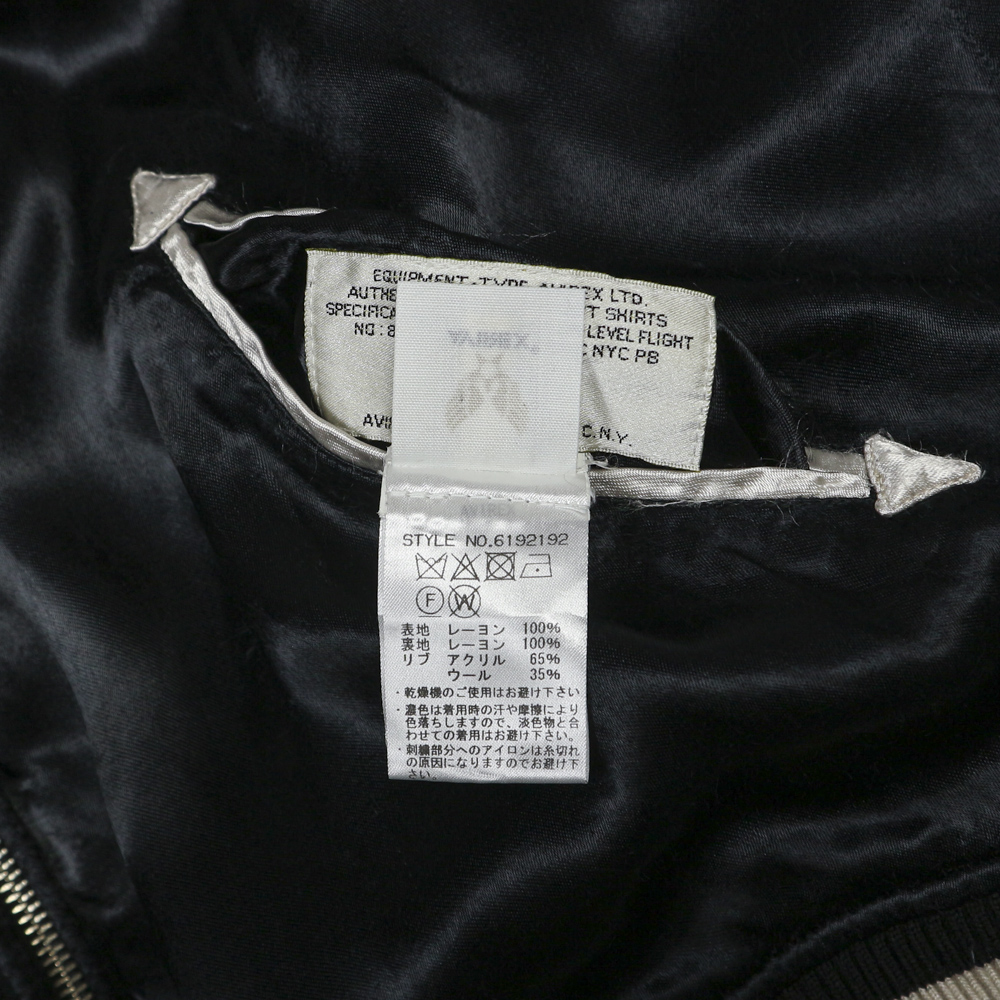 EQUIPMENT-TYPE AVIREX LTD.
SHIRTS
SPECIFICA
LEVEL FLIGHT
NO: 8
NYC PB
AVI
C.N.Y.
AVIREX
STYLE NO.6192192
F W
表地 レーヨン 100%
裏地 レーヨン 100%
リブ アクリル 65%
ウール 35%
・乾燥機のご使用はお避け下さい
・濃色は着用時の汗や摩擦により
色落ちしますので、淡色物と合
わせての着用はお避け下さい。
・刺繍部分へのアイロンは糸切れ
の原因になりますのでお避け下
さい。